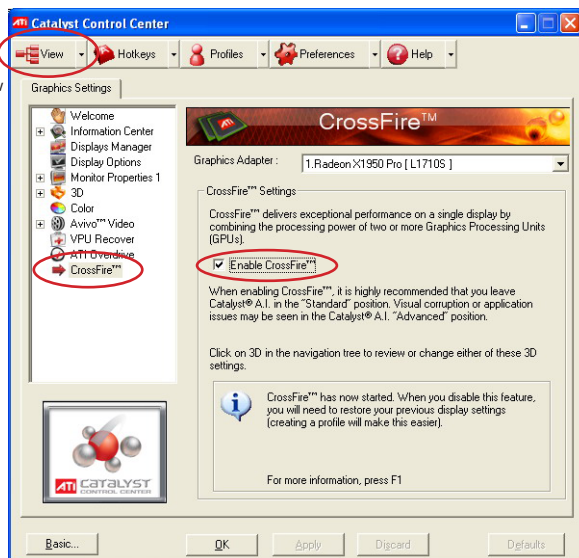 Catalyst Control Center
View
Hotkeys
Profiles
Preferences
Help
Graphics Settings
Welcome
Information Center
Displays Manager
Display Options
Monitor Properties 1
3D
Color
Avivo™ Video
VPU Recover
ATI Overdrive
CrossFire™
ATI CATALYST
CONTROL CENTER
CrossFire™
Graphics Adapter :
1.Radeon X1950 Pro [ L1710S ]
CrossFire™ Settings
CrossFire™ delivers exceptional performance on a single display by
combining the processing power of two or more Graphics Processing Units
(GPUs).
Enable CrossFire™
When enabling CrossFire™, it is highly recommended that you leave
Catalyst® A.I. in the "Standard" position. Visual corruption or application
issues may be seen in the Catalyst® A.I. "Advanced" position.
Click on 3D in the navigation tree to review or change either of these 3D
settings.
CrossFire™ has now started. When you disable this feature,
you will need to restore your previous display settings
(creating a profile will make this easier).
For more information, press F1
Basic...
OK
Apply
Discard
Defaults